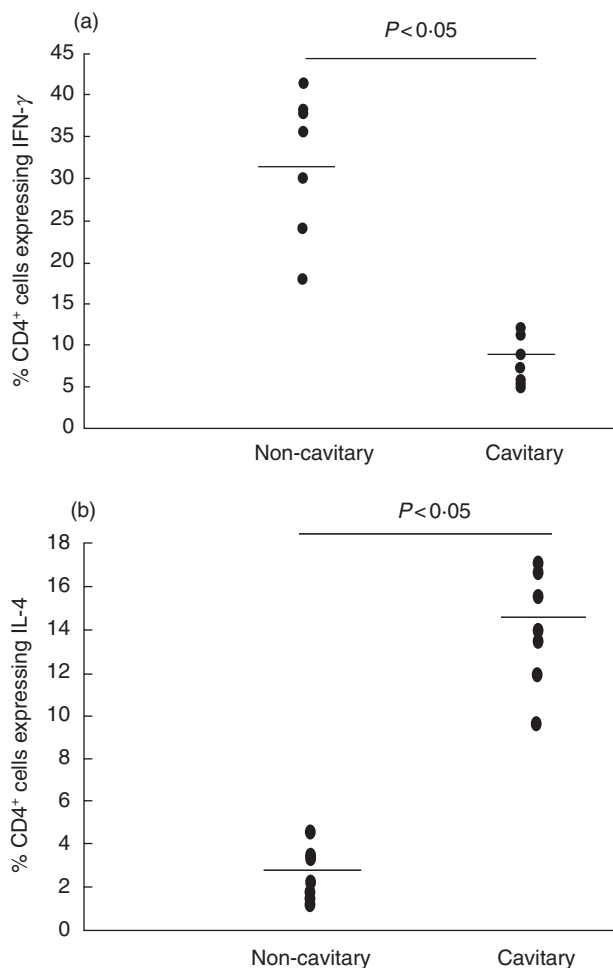 (a)
P < 0·05
% CD4⁺ cells expressing IFN-γ
45
40
35
30
25
20
15
10
5
0
Non-cavitary Cavitary
(b)
P < 0·05
% CD4⁺ cells expressing IL-4
18
16
14
12
10
8
6
4
2
0
Non-cavitary Cavitary